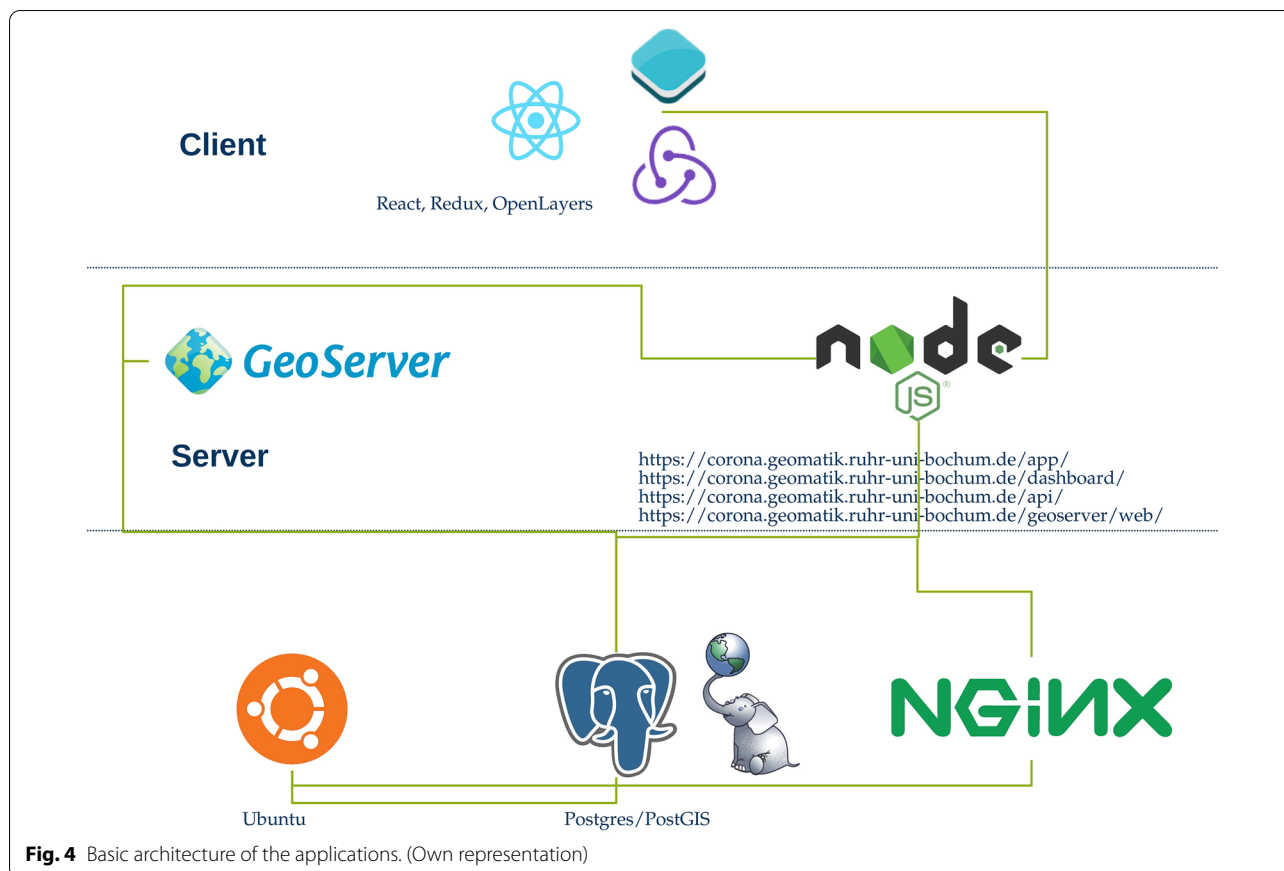 Client
React, Redux, OpenLayers
GeoServer
node
JS ®
Server
https://corona.geomatik.ruhr-uni-bochum.de/app/
https://corona.geomatik.ruhr-uni-bochum.de/dashboard/
https://corona.geomatik.ruhr-uni-bochum.de/api/
https://corona.geomatik.ruhr-uni-bochum.de/geoserver/web/
NGiNX
Ubuntu
Postgres/PostGIS
Fig. 4 Basic architecture of the applications. (Own representation)